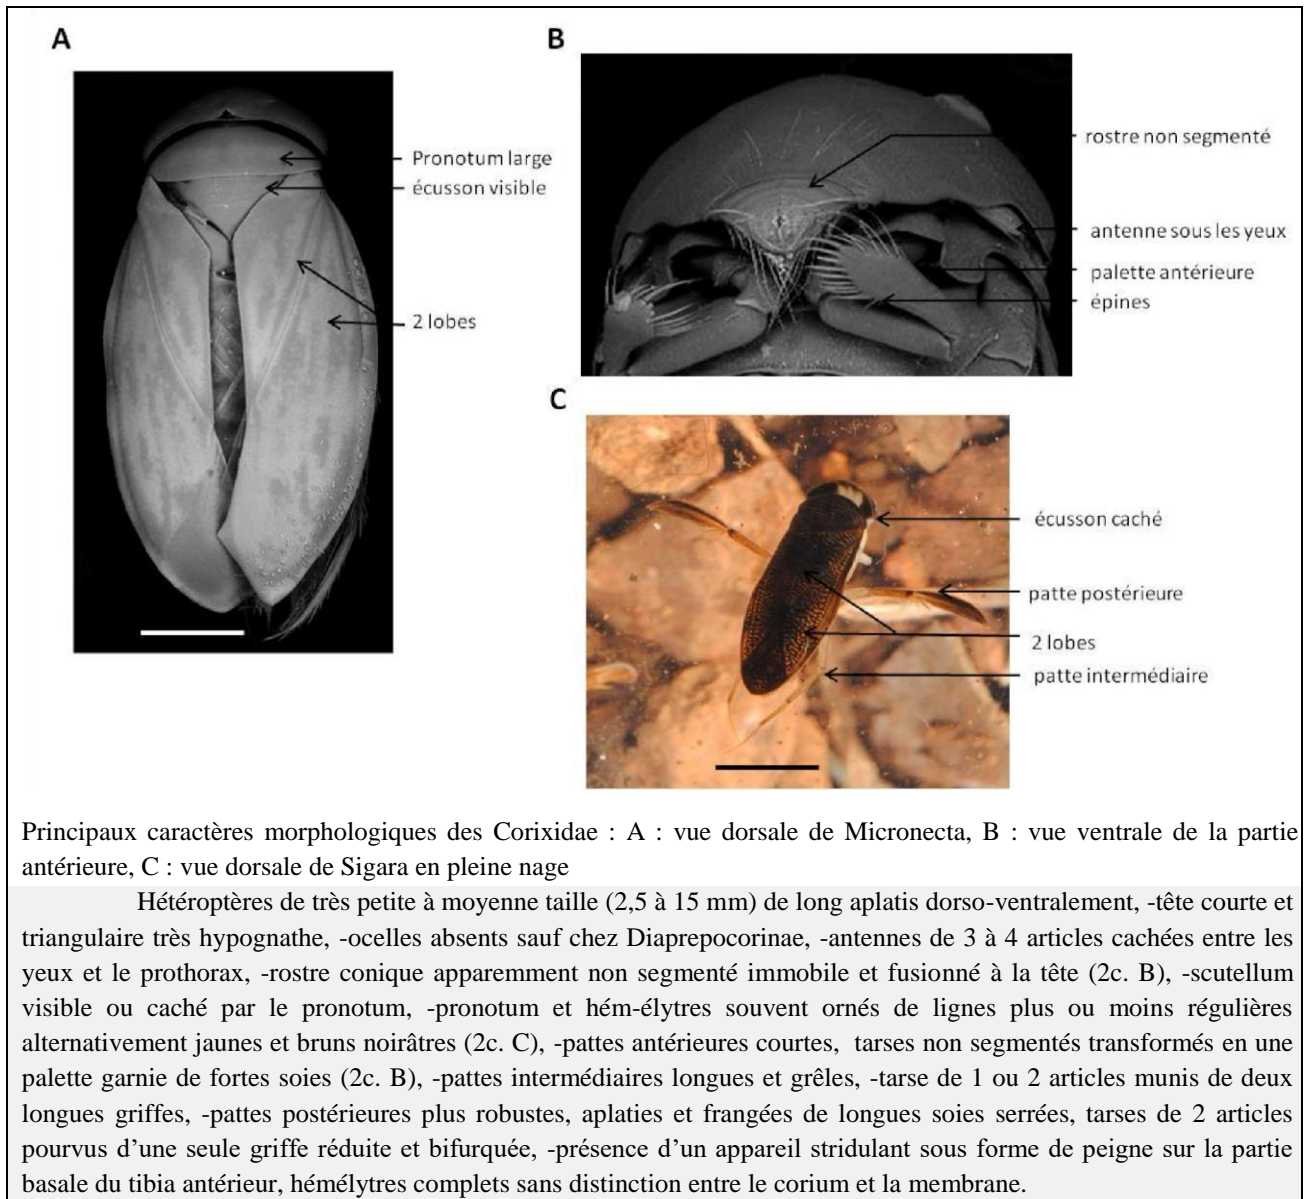 A
B
Pronotum large
écusson visible
2 lobes
rostre non segmenté
antenne sous les yeux
palette antérieure
épines
C
écusson caché
patte postérieure
2 lobes
patte intermédiaire
Principaux caractères morphologiques des Corixidae : A : vue dorsale de Micronecta, B : vue ventrale de la partie
antérieure, C : vue dorsale de Sigara en pleine nage
Hétéroptères de très petite à moyenne taille (2,5 à 15 mm) de long aplatis dorso-ventralement, -tête courte et
triangulaire très hypognathe, -ocelles absents sauf chez Diaprepocorinae, -antennes de 3 à 4 articles cachées entre les
yeux et le prothorax, -rostre conique apparemment non segmenté immobile et fusionné à la tête (2c. B), -scutellum
visible ou caché par le pronotum, -pronotum et hém-élytres souvent ornés de lignes plus ou moins régulières
alternativement jaunes et bruns noirâtres (2c. C), -pattes antérieures courtes, tarses non segmentés transformés en une
palette garnie de fortes soies (2c. B), -pattes intermédiaires longues et grêles, -tarse de 1 ou 2 articles munis de deux
longues griffes, -pattes postérieures plus robustes, aplaties et frangées de longues soies serrées, tarses de 2 articles
pourvus d’une seule griffe réduite et bifurquée, -présence d’un appareil stridulant sous forme de peigne sur la partie
basale du tibia antérieur, hémélytres complets sans distinction entre le corium et la membrane.